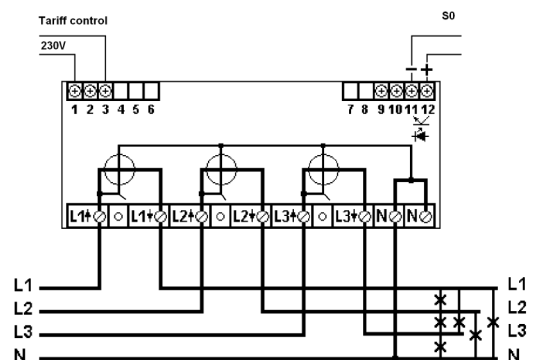 Tariff control
S0
230V
− +
1 2 3 4 5 6
7 8 9 10 11 12
L1 L1 L2 L2 L3 L3 N N
L1 L1
L2 L2
L3 L3
N N